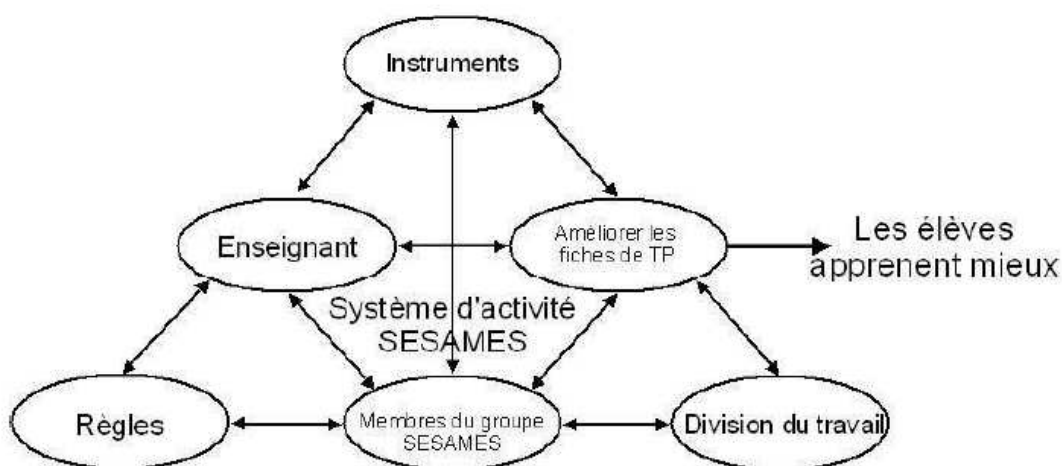 Instruments
Enseignant
Améliorer les
fiches de TP
Les élèves
apprenent mieux
Système d'activité
SESAMES
Règles
Membres du groupe
SESAMES
Division du travail